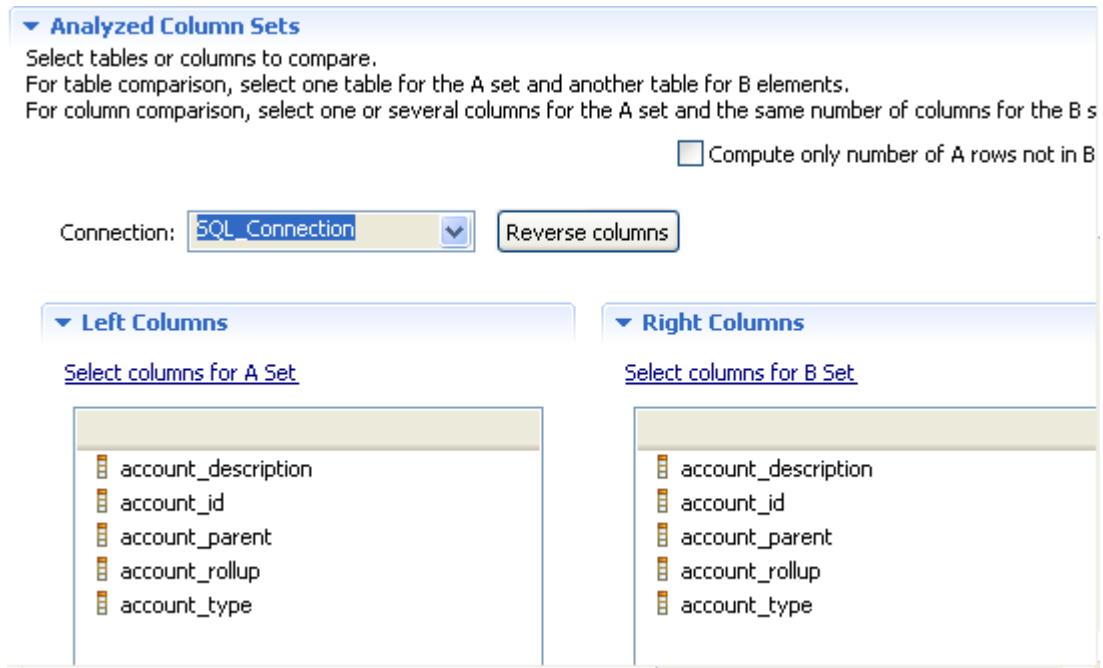 Analyzed Column Sets
Select tables or columns to compare.
For table comparison, select one table for the A set and another table for B elements.
For column comparison, select one or several columns for the A set and the same number of columns for the B s
Compute only number of A rows not in B
Connection: SQL_Connection Reverse columns
Left Columns
Select columns for A Set
account_description
account_id
account_parent
account_rollup
account_type
Right Columns
Select columns for B Set
account_description
account_id
account_parent
account_rollup
account_type